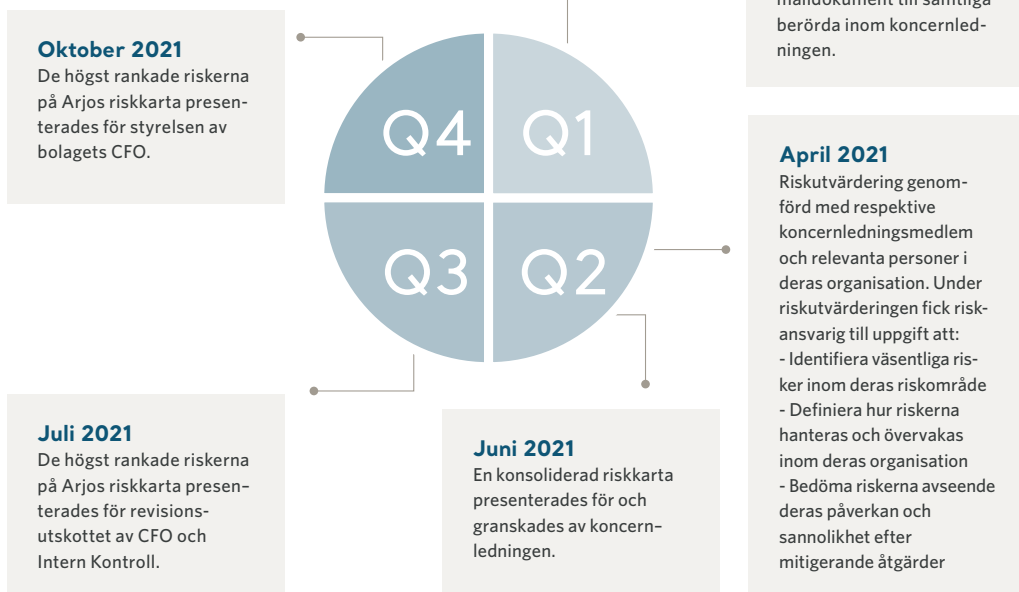 målldokument till samtliga
berörda inom koncernled-
ningen.
Oktober 2021
De högst rankade riskerna
på Arjos riskkarta presen-
terades för styrelsen av
bolagets CFO.
Q4
Q1
Q3
Q2
April 2021
Riskutvärdering genom-
förd med respektive
koncernledningsmedlem
och relevanta personer i
deras organisation. Under
riskutvärderingen fick risk-
ansvarig till uppgift att:
- Identifiera väsentliga ris-
ker inom deras riskområde
- Definiera hur riskerna
hanteras och övervakas
inom deras organisation
- Bedöma riskerna avseende
deras påverkan och
sannolikhet efter
mitigerande åtgärder
Juli 2021
De högst rankade riskerna
på Arjos riskkarta presen-
terades för revisions-
utskottet av CFO och
Intern Kontroll.
Juni 2021
En konsoliderad riskkarta
presenterades för och
granskades av koncern-
ledningen.